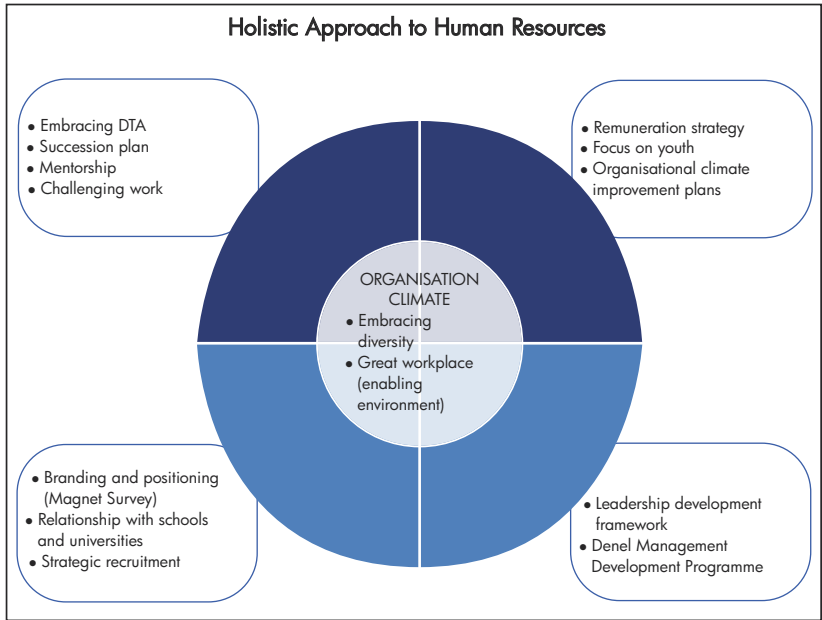 Holistic Approach to Human Resources
• Embracing DTA
• Succession plan
• Mentorship
• Challenging work
• Remuneration strategy
• Focus on youth
• Organisational climate
improvement plans
ORGANISATION
CLIMATE
• Embracing
diversity
• Great workplace
(enabling
environment)
• Branding and positioning
(Magnet Survey)
• Relationship with schools
and universities
• Strategic recruitment
• Leadership development
framework
• Denel Management
Development Programme